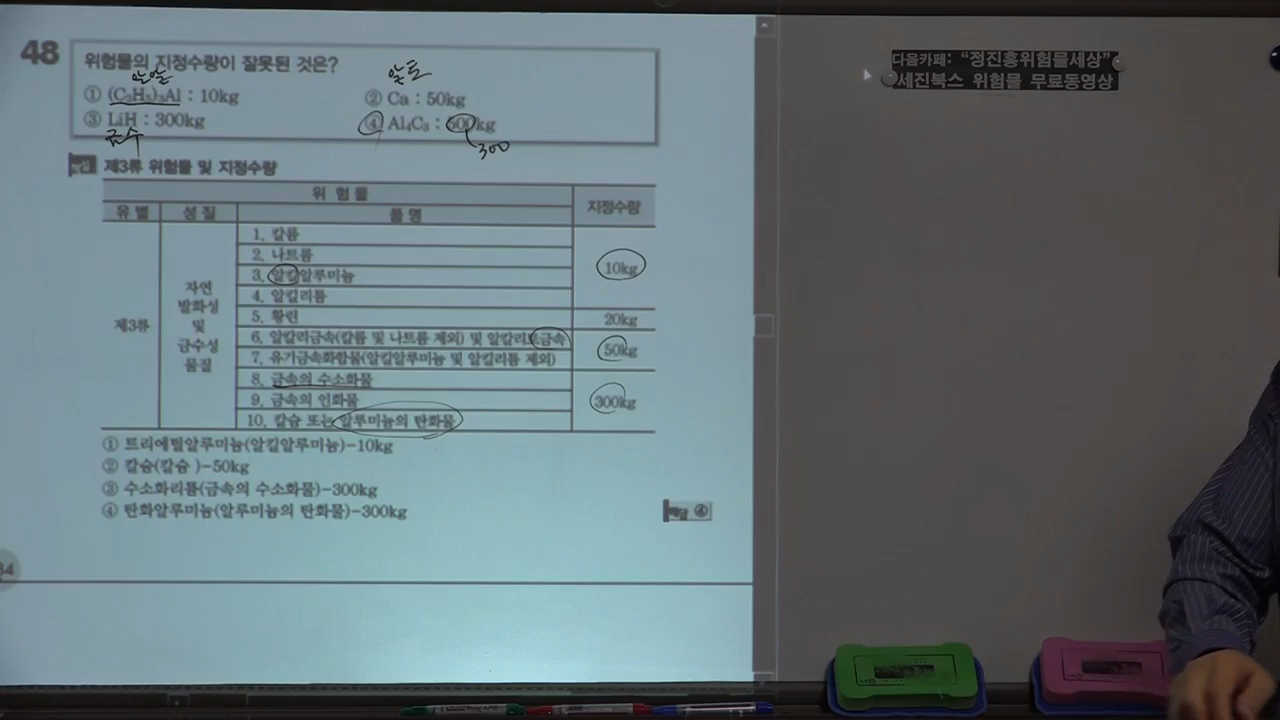 48
위험물의 지정수량이 잘못된 것은?
알알
알토
① (C₂H₅)₃Al : 10kg
② Ca : 50kg
③ LiH : 300kg
④ Al₄C₃ : 500kg
금수
300
제3류 위험물 및 지정수량
위 험 물
지정수량
유 별
성 질
품 명
제3류
자연
발화성
및
금수성
물질
1. 칼륨
2. 나트륨
3. 알킬알루미늄
4. 알킬리튬
10kg
5. 황린
20kg
6. 알칼리금속(칼륨 및 나트륨 제외) 및 알칼리토금속
7. 유기금속화합물(알킬알루미늄 및 알킬리튬 제외)
50kg
8. 금속의 수소화물
9. 금속의 인화물
10. 칼슘 또는 알루미늄의 탄화물
300kg
① 트리에틸알루미늄(알킬알루미늄)-10kg
② 칼슘(칼슘 )-50kg
③ 수소화리튬(금속의 수소화물)-300kg
④ 탄화알루미늄(알루미늄의 탄화물)-300kg
④
다음카페: "정진홍위험물세상"
세진북스 위험물 무료동영상